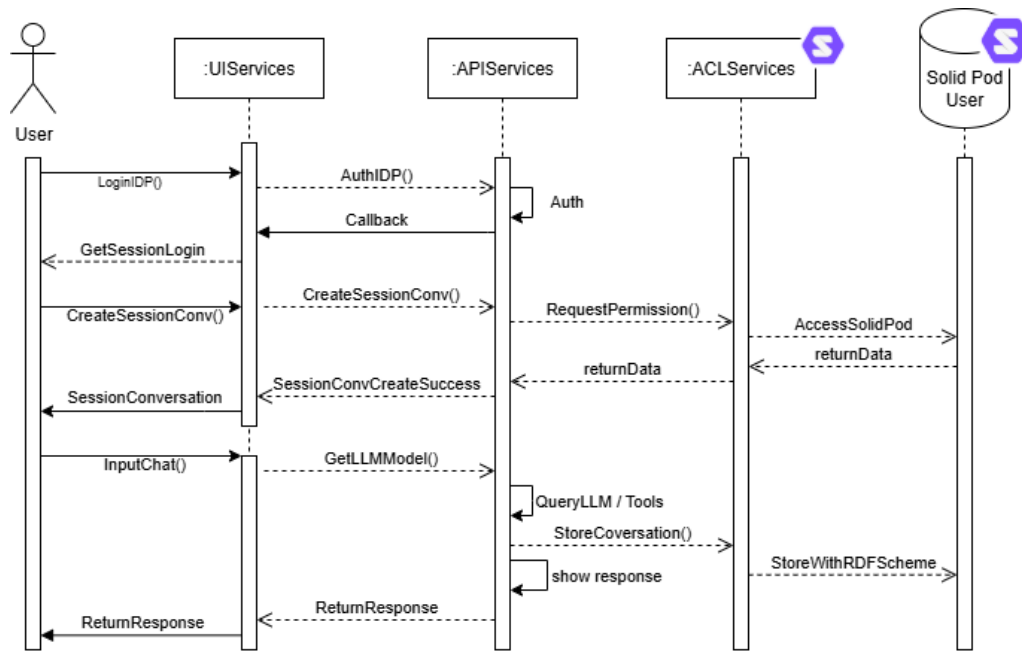 :UIServices
:APIServices
:ACLServices
Solid Pod
User
User
LoginIDP()
AuthIDP()
Auth
Callback
GetSessionLogin
CreateSessionConv()
CreateSessionConv()
RequestPermission()
AccessSolidPod
returnData
returnData
SessionConvCreateSuccess
SessionConversation
InputChat()
GetLLMModel()
QueryLLM / Tools
StoreCoversation()
StoreWithRDFScheme
show response
ReturnResponse
ReturnResponse